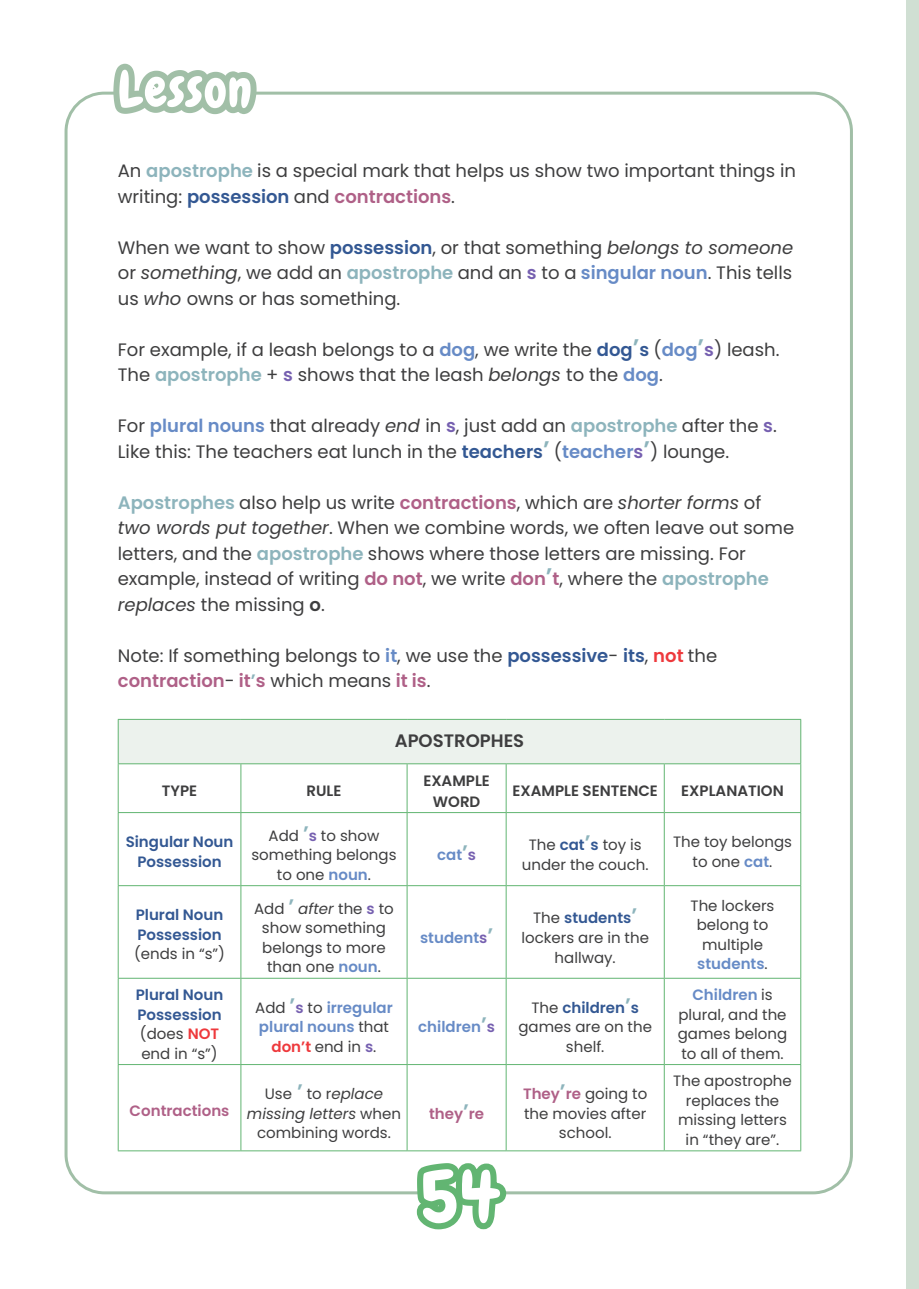 Lesson
An apostrophe is a special mark that helps us show two important things in
writing: possession and contractions.
When we want to show possession, or that something belongs to someone
or something, we add an apostrophe and an s to a singular noun. This tells
us who owns or has something.
For example, if a leash belongs to a dog, we write the dog's (dog's) leash.
The apostrophe + s shows that the leash belongs to the dog.
For plural nouns that already end in s, just add an apostrophe after the s.
Like this: The teachers eat lunch in the teachers' (teachers') lounge.
Apostrophes also help us write contractions, which are shorter forms of
two words put together. When we combine words, we often leave out some
letters, and the apostrophe shows where those letters are missing. For
example, instead of writing do not, we write don't, where the apostrophe
replaces the missing o.
Note: If something belongs to it, we use the possessive- its, not the
contraction- it's which means it is.
APOSTROPHES
TYPE
RULE
EXAMPLE
WORD
EXAMPLE SENTENCE
EXPLANATION
Singular Noun
Possession
Add 's to show
something belongs
to one noun.
cat's
The cat's toy is
under the couch.
The toy belongs
to one cat.
Plural Noun
Possession
(ends in “s”)
Add ' after the s to
show something
belongs to more
than one noun.
students'
The students'
lockers are in the
hallway.
The lockers
belong to
multiple
students.
Plural Noun
Possession
(does NOT
end in “s”)
Add 's to irregular
plural nouns that
don't end in s.
children's
The children's
games are on the
shelf.
Children is
plural, and the
games belong
to all of them.
Contractions
Use ' to replace
missing letters when
combining words.
they're
They're going to
the movies after
school.
The apostrophe
replaces the
missing letters
in “they are”.
54